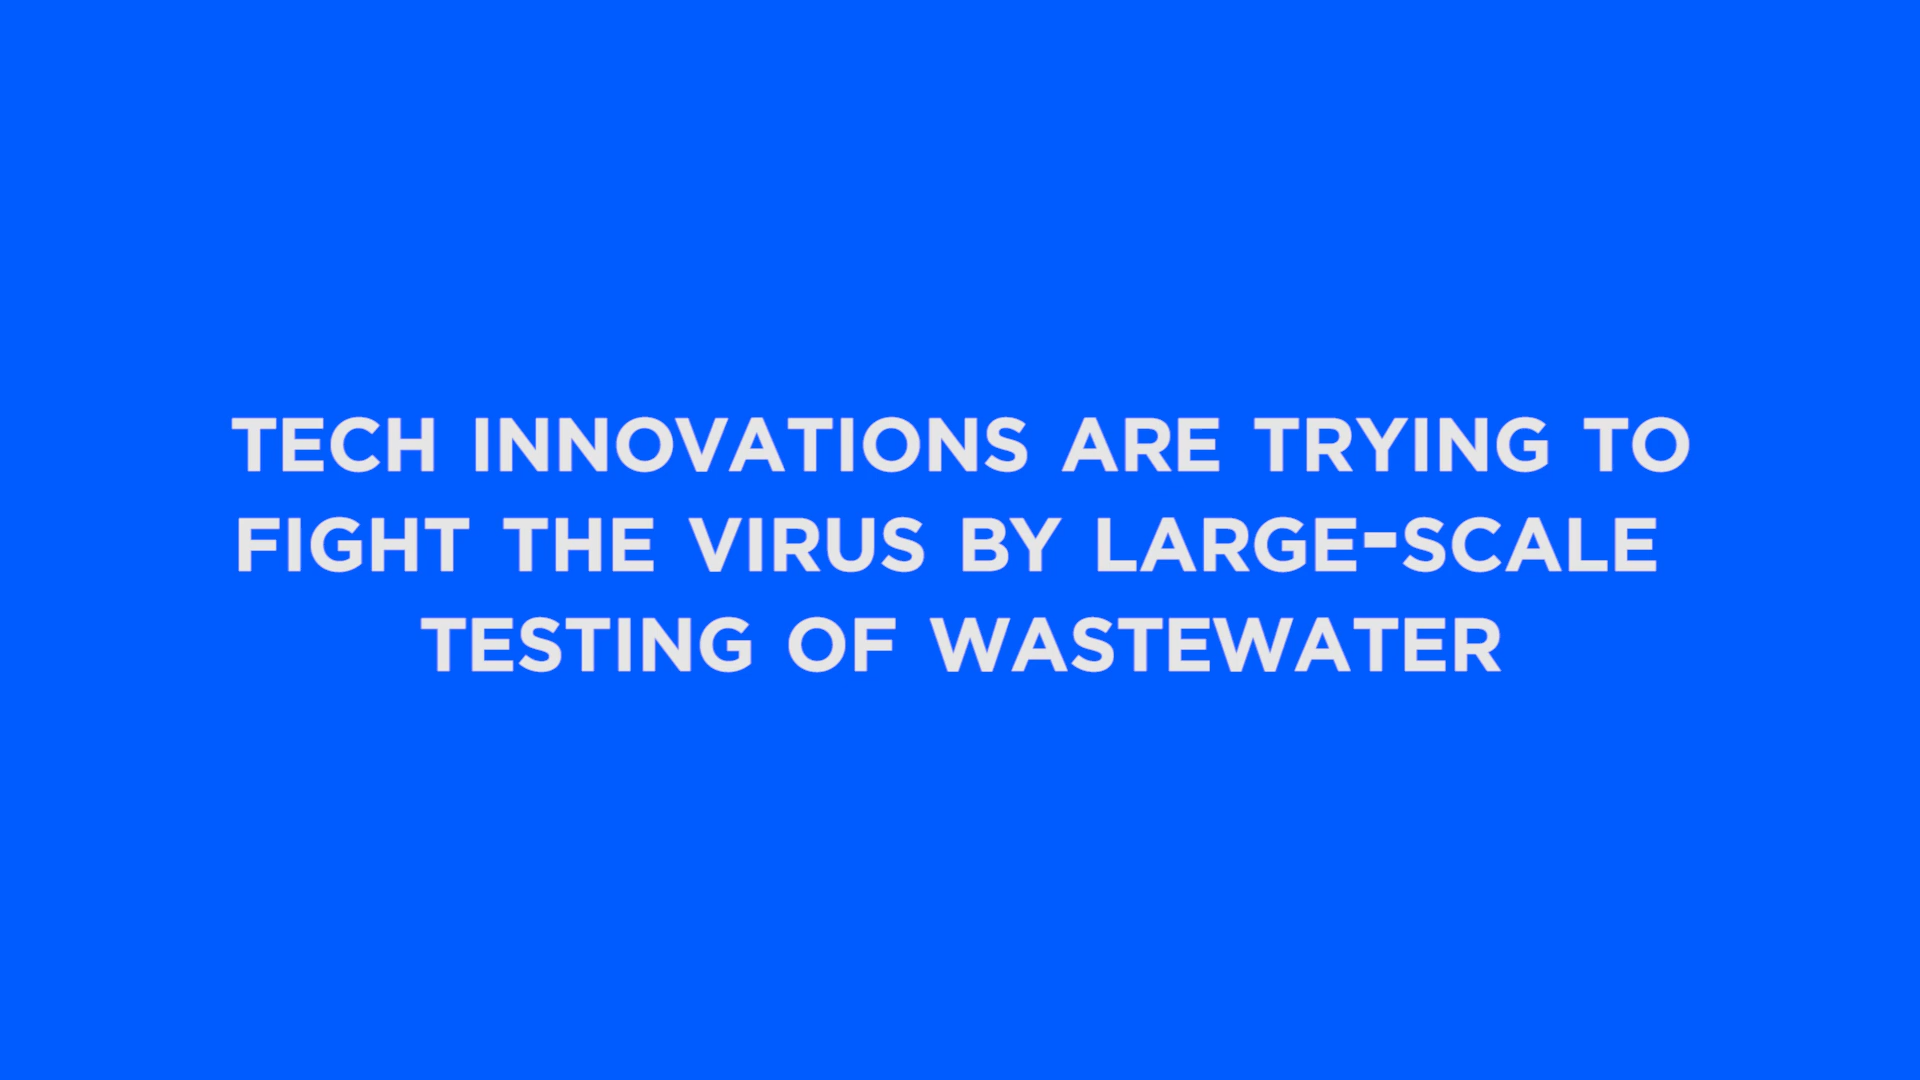 TECH INNOVATIONS ARE TRYING TO
FIGHT THE VIRUS BY LARGE-SCALE
TESTING OF WASTEWATER